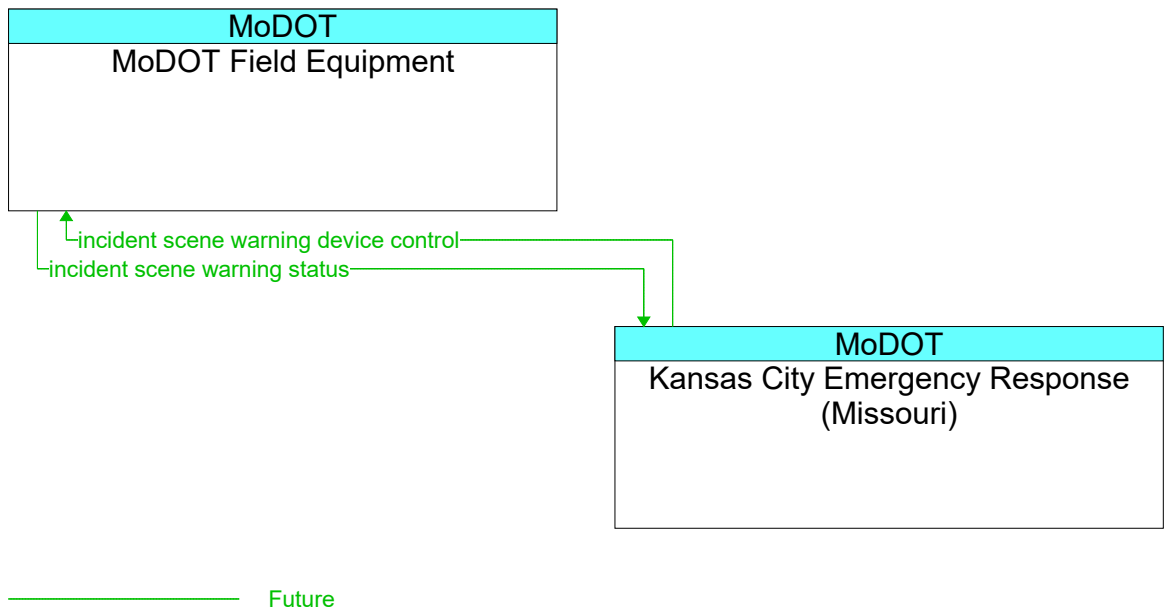 MoDOT
MoDOT Field Equipment
incident scene warning device control
incident scene warning status
MoDOT
Kansas City Emergency Response
(Missouri)
Future